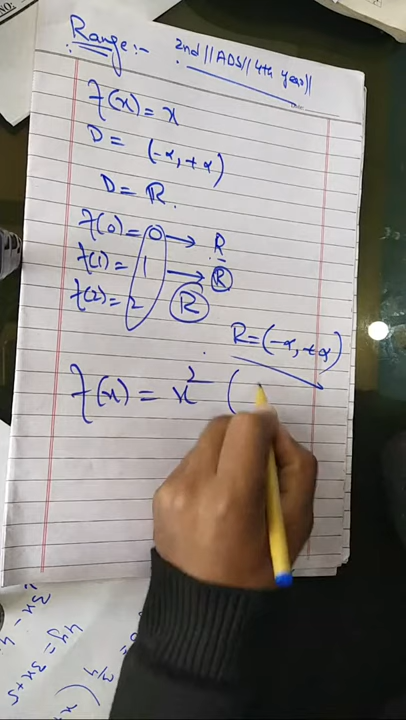 Range:-
2nd || ADS || 4th year ||
f(x) = x
D = (-α, +α)
D = R.
f(0) = 0 → R
f(1) = 1 → R
f(2) = 2 R
R = (-α, +α)
f(x) = x² (